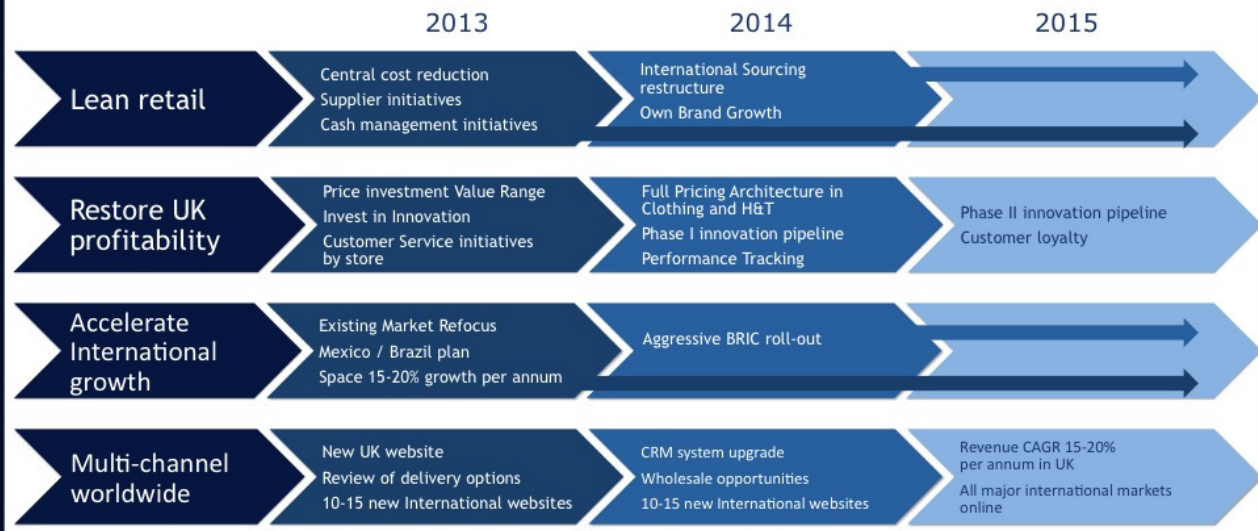 2013
2014
2015
Lean retail
Central cost reduction
Supplier initiatives
Cash management initiatives
International Sourcing
restructure
Own Brand Growth
Restore UK
profitability
Price investment Value Range
Invest in Innovation
Customer Service initiatives
by store
Full Pricing Architecture in
Clothing and H&T
Phase I innovation pipeline
Performance Tracking
Phase II innovation pipeline
Customer loyalty
Accelerate
International
growth
Existing Market Refocus
Mexico / Brazil plan
Space 15-20% growth per annum
Aggressive BRIC roll-out
Multi-channel
worldwide
New UK website
Review of delivery options
10-15 new International websites
CRM system upgrade
Wholesale opportunities
10-15 new International websites
Revenue CAGR 15-20%
per annum in UK
All major international markets
online